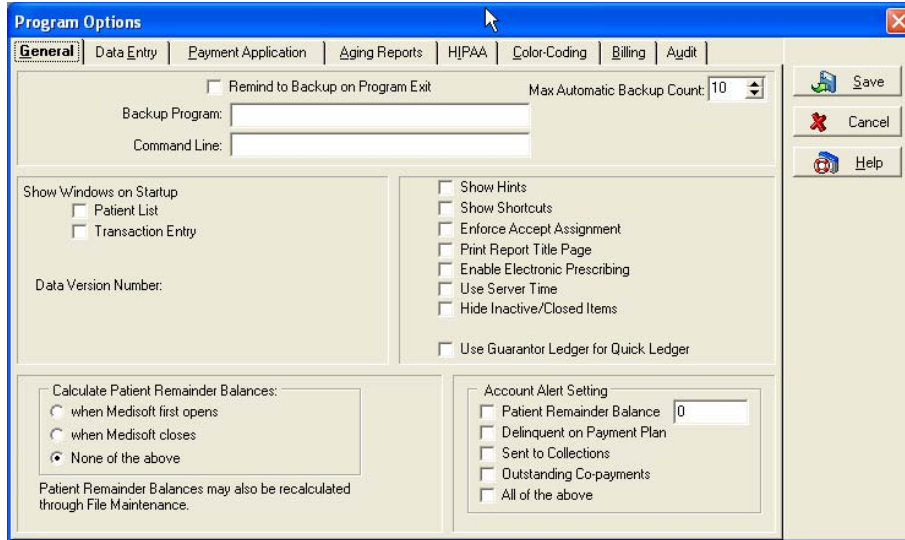 Program Options
General
Data Entry
Payment Application
Aging Reports
HIPAA
Color-Coding
Billing
Audit
Remind to Backup on Program Exit
Max Automatic Backup Count: 10
Backup Program:
Command Line:
Save
Cancel
Help
Show Windows on Startup
Patient List
Transaction Entry
Data Version Number:
Show Hints
Show Shortcuts
Enforce Accept Assignment
Print Report Title Page
Enable Electronic Prescribing
Use Server Time
Hide Inactive/Closed Items
Use Guarantor Ledger for Quick Ledger
Calculate Patient Remainder Balances:
when Medisoft first opens
when Medisoft closes
None of the above
Patient Remainder Balances may also be recalculated
through File Maintenance.
Account Alert Setting
Patient Remainder Balance 0
Delinquent on Payment Plan
Sent to Collections
Outstanding Co-payments
All of the above